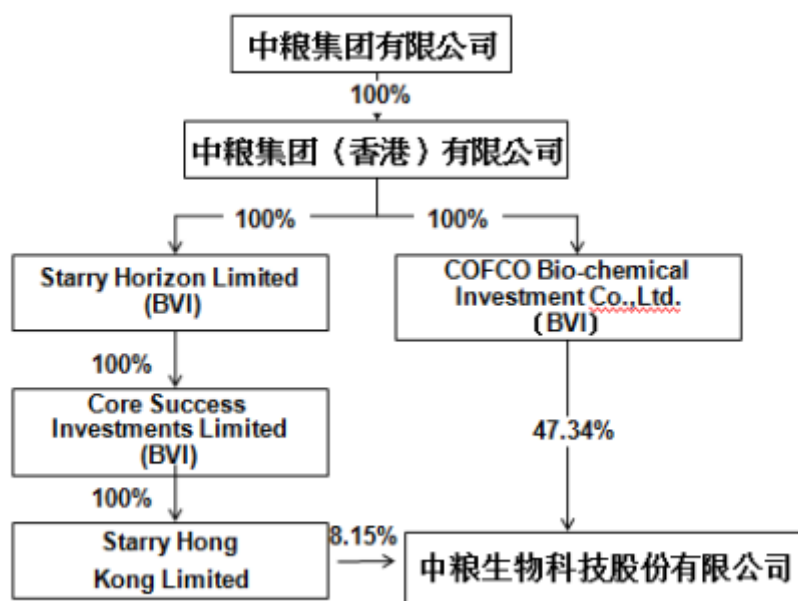 中粮集团有限公司
100%
中粮集团（香港）有限公司
100%
100%
Starry Horizon Limited
(BVI)
COFCO Bio-chemical
Investment Co.,Ltd.
（BVI）
100%
Core Success
Investments Limited
(BVI)
47.34%
100%
Starry Hong
Kong Limited
8.15%
中粮生物科技股份有限公司